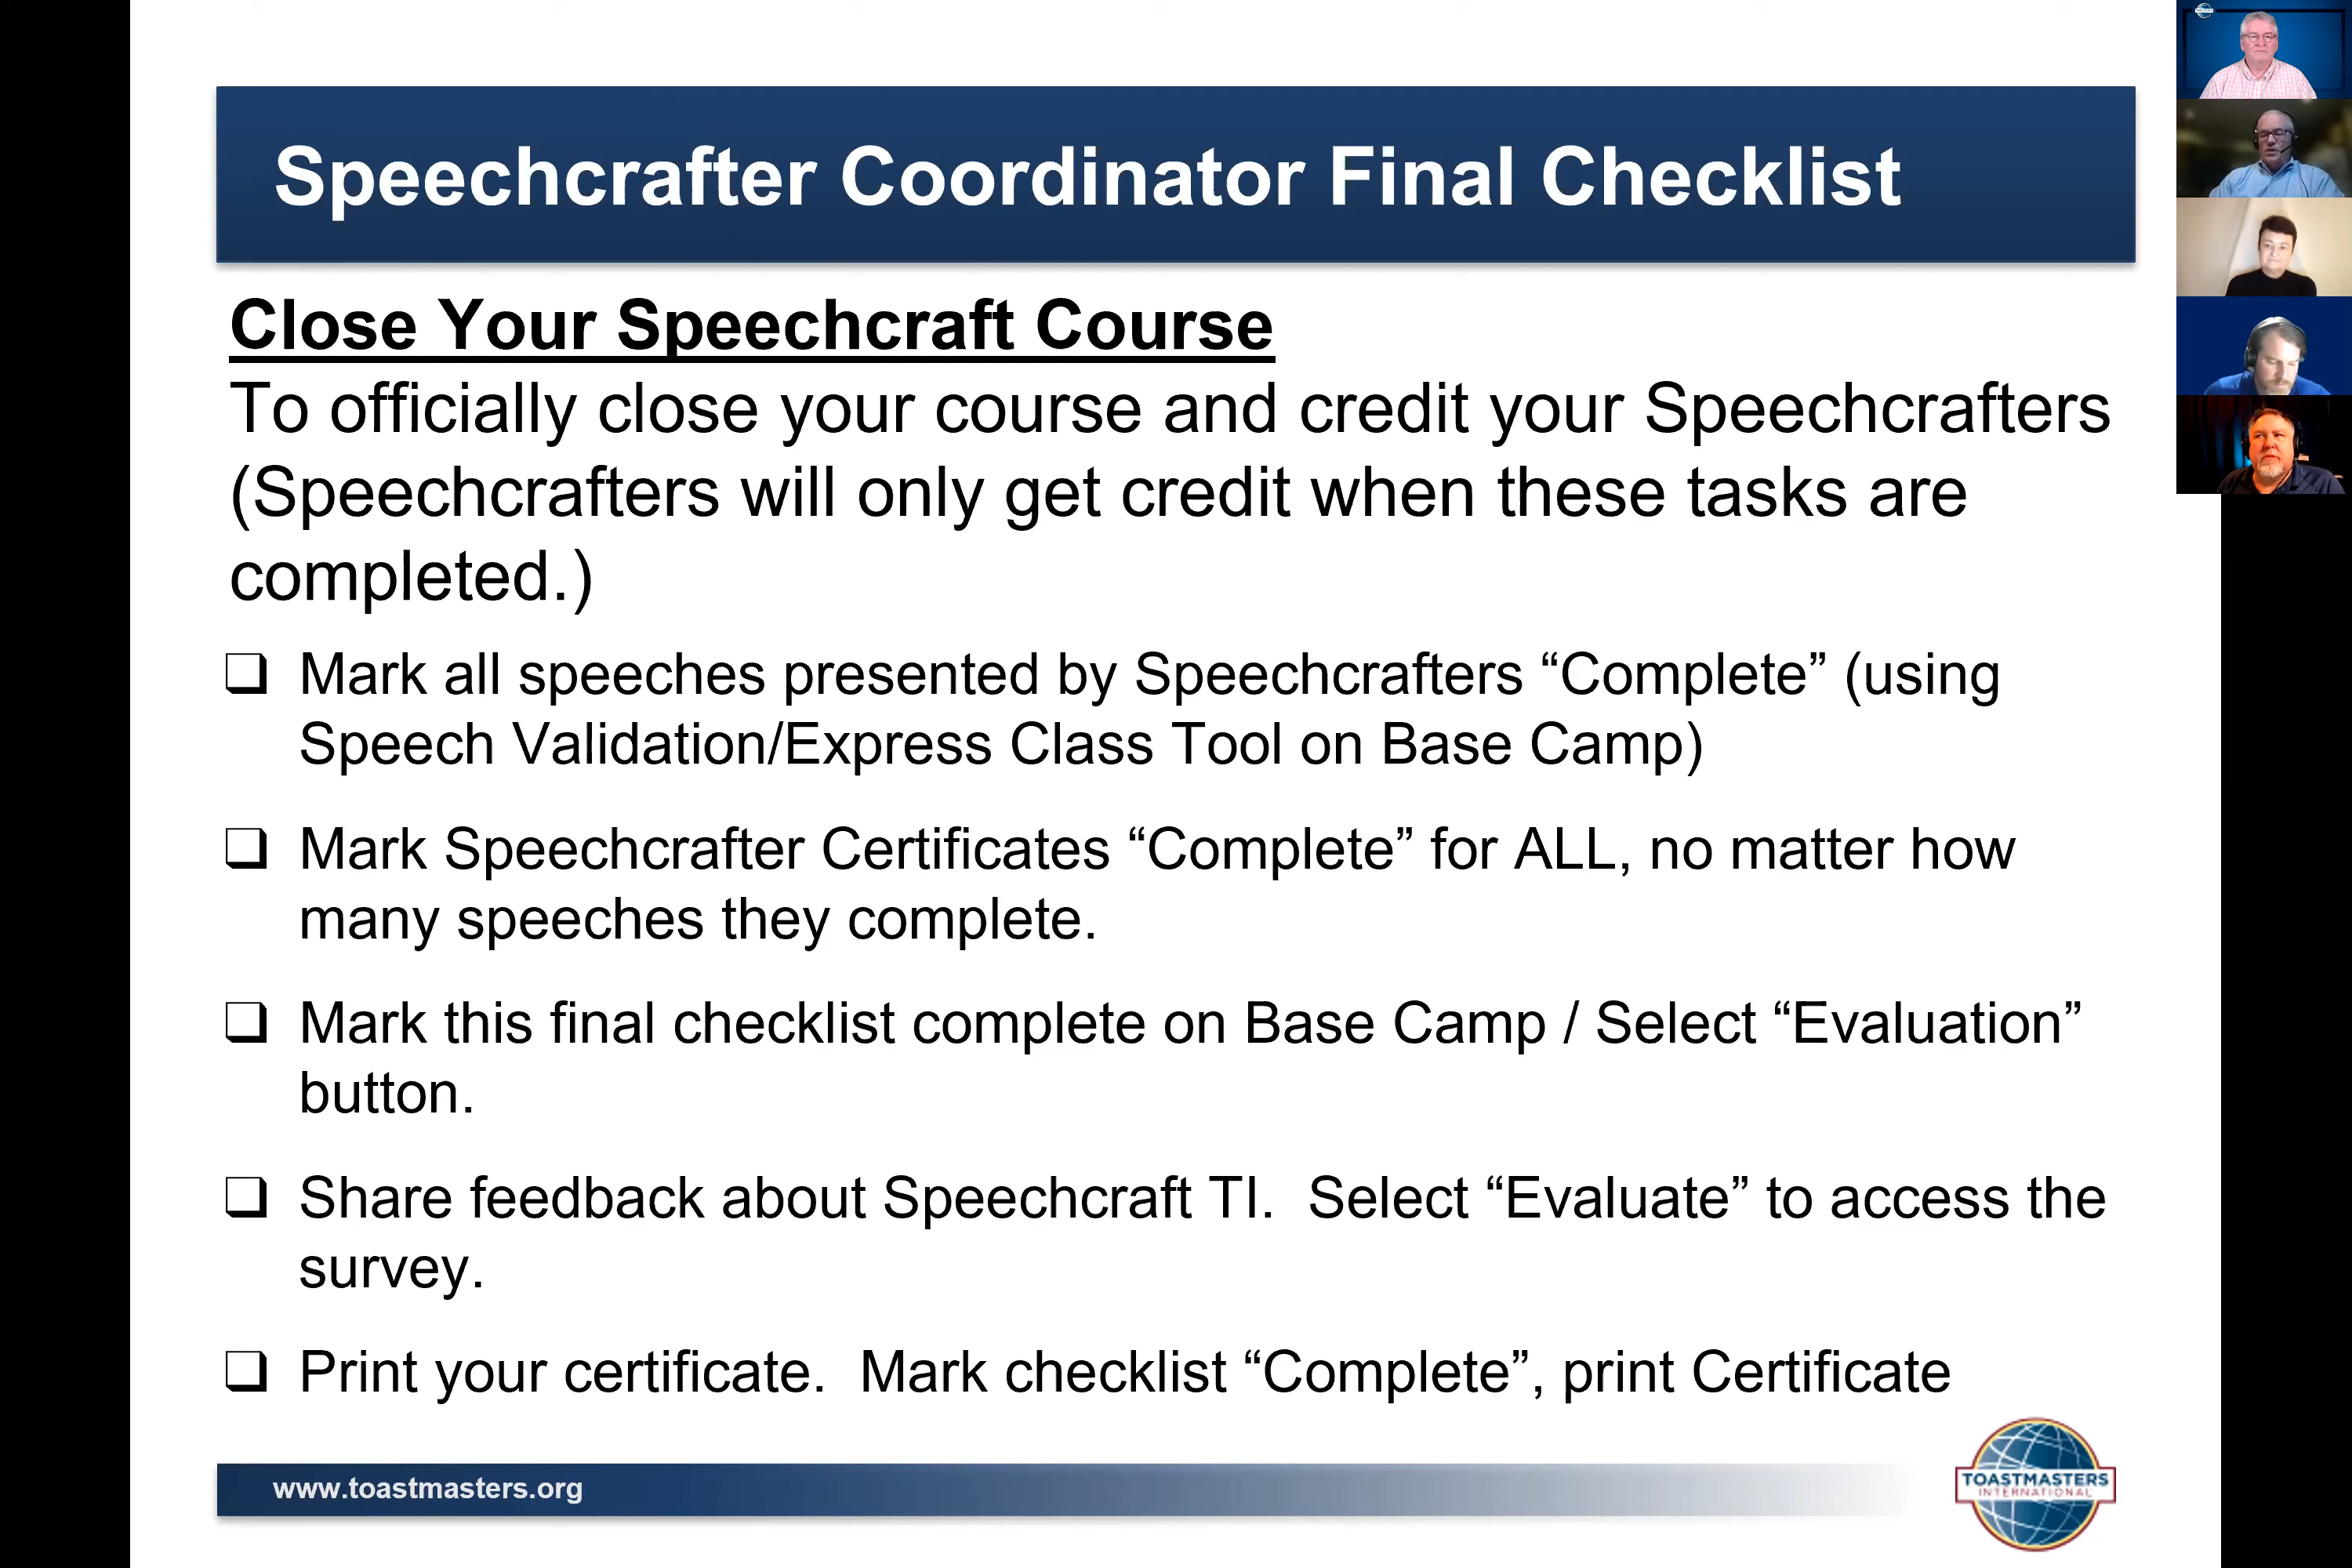 Speechcrafter Coordinator Final Checklist
Close Your Speechcraft Course
To officially close your course and credit your Speechcrafters
(Speechcrafters will only get credit when these tasks are
completed.)
❑ Mark all speeches presented by Speechcrafters “Complete” (using
Speech Validation/Express Class Tool on Base Camp)
❑ Mark Speechcrafter Certificates “Complete” for ALL, no matter how
many speeches they complete.
❑ Mark this final checklist complete on Base Camp / Select “Evaluation”
button.
❑ Share feedback about Speechcraft TI.  Select “Evaluate” to access the
survey.
❑ Print your certificate.  Mark checklist “Complete”, print Certificate
www.toastmasters.org
TOASTMASTERS
INTERNATIONAL